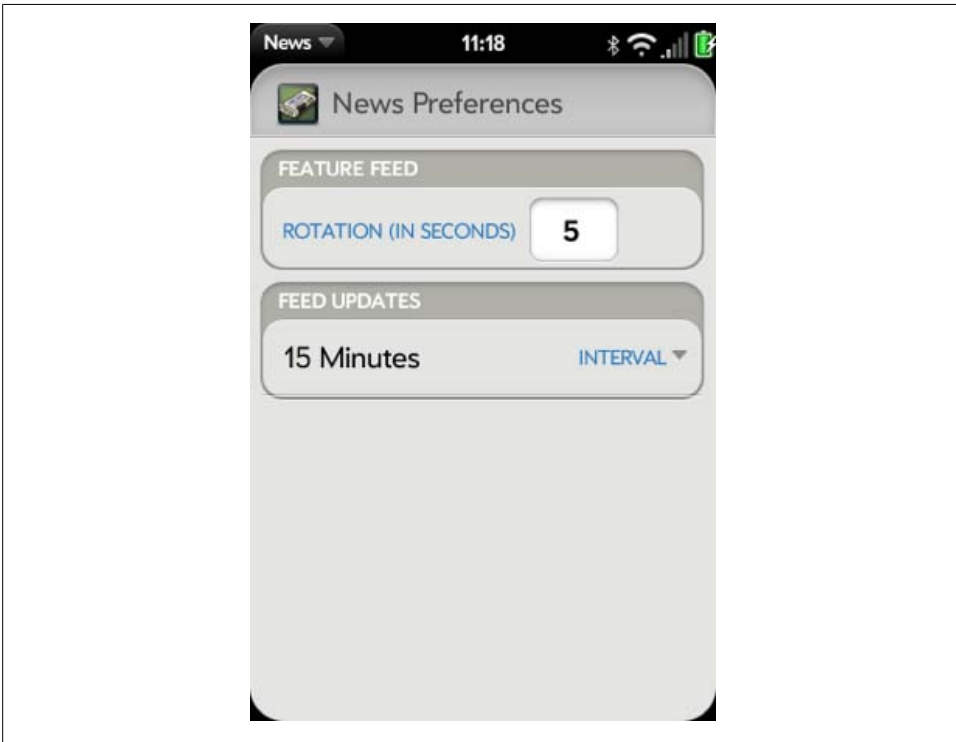 News 11:18
News Preferences
FEATURE FEED
ROTATION (IN SECONDS) 5
FEED UPDATES
15 Minutes INTERVAL